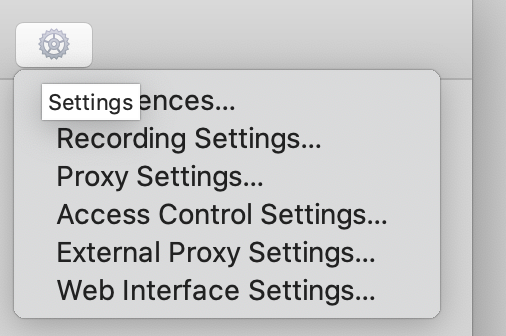 Settings ences...
Recording Settings...
Proxy Settings...
Access Control Settings...
External Proxy Settings...
Web Interface Settings...